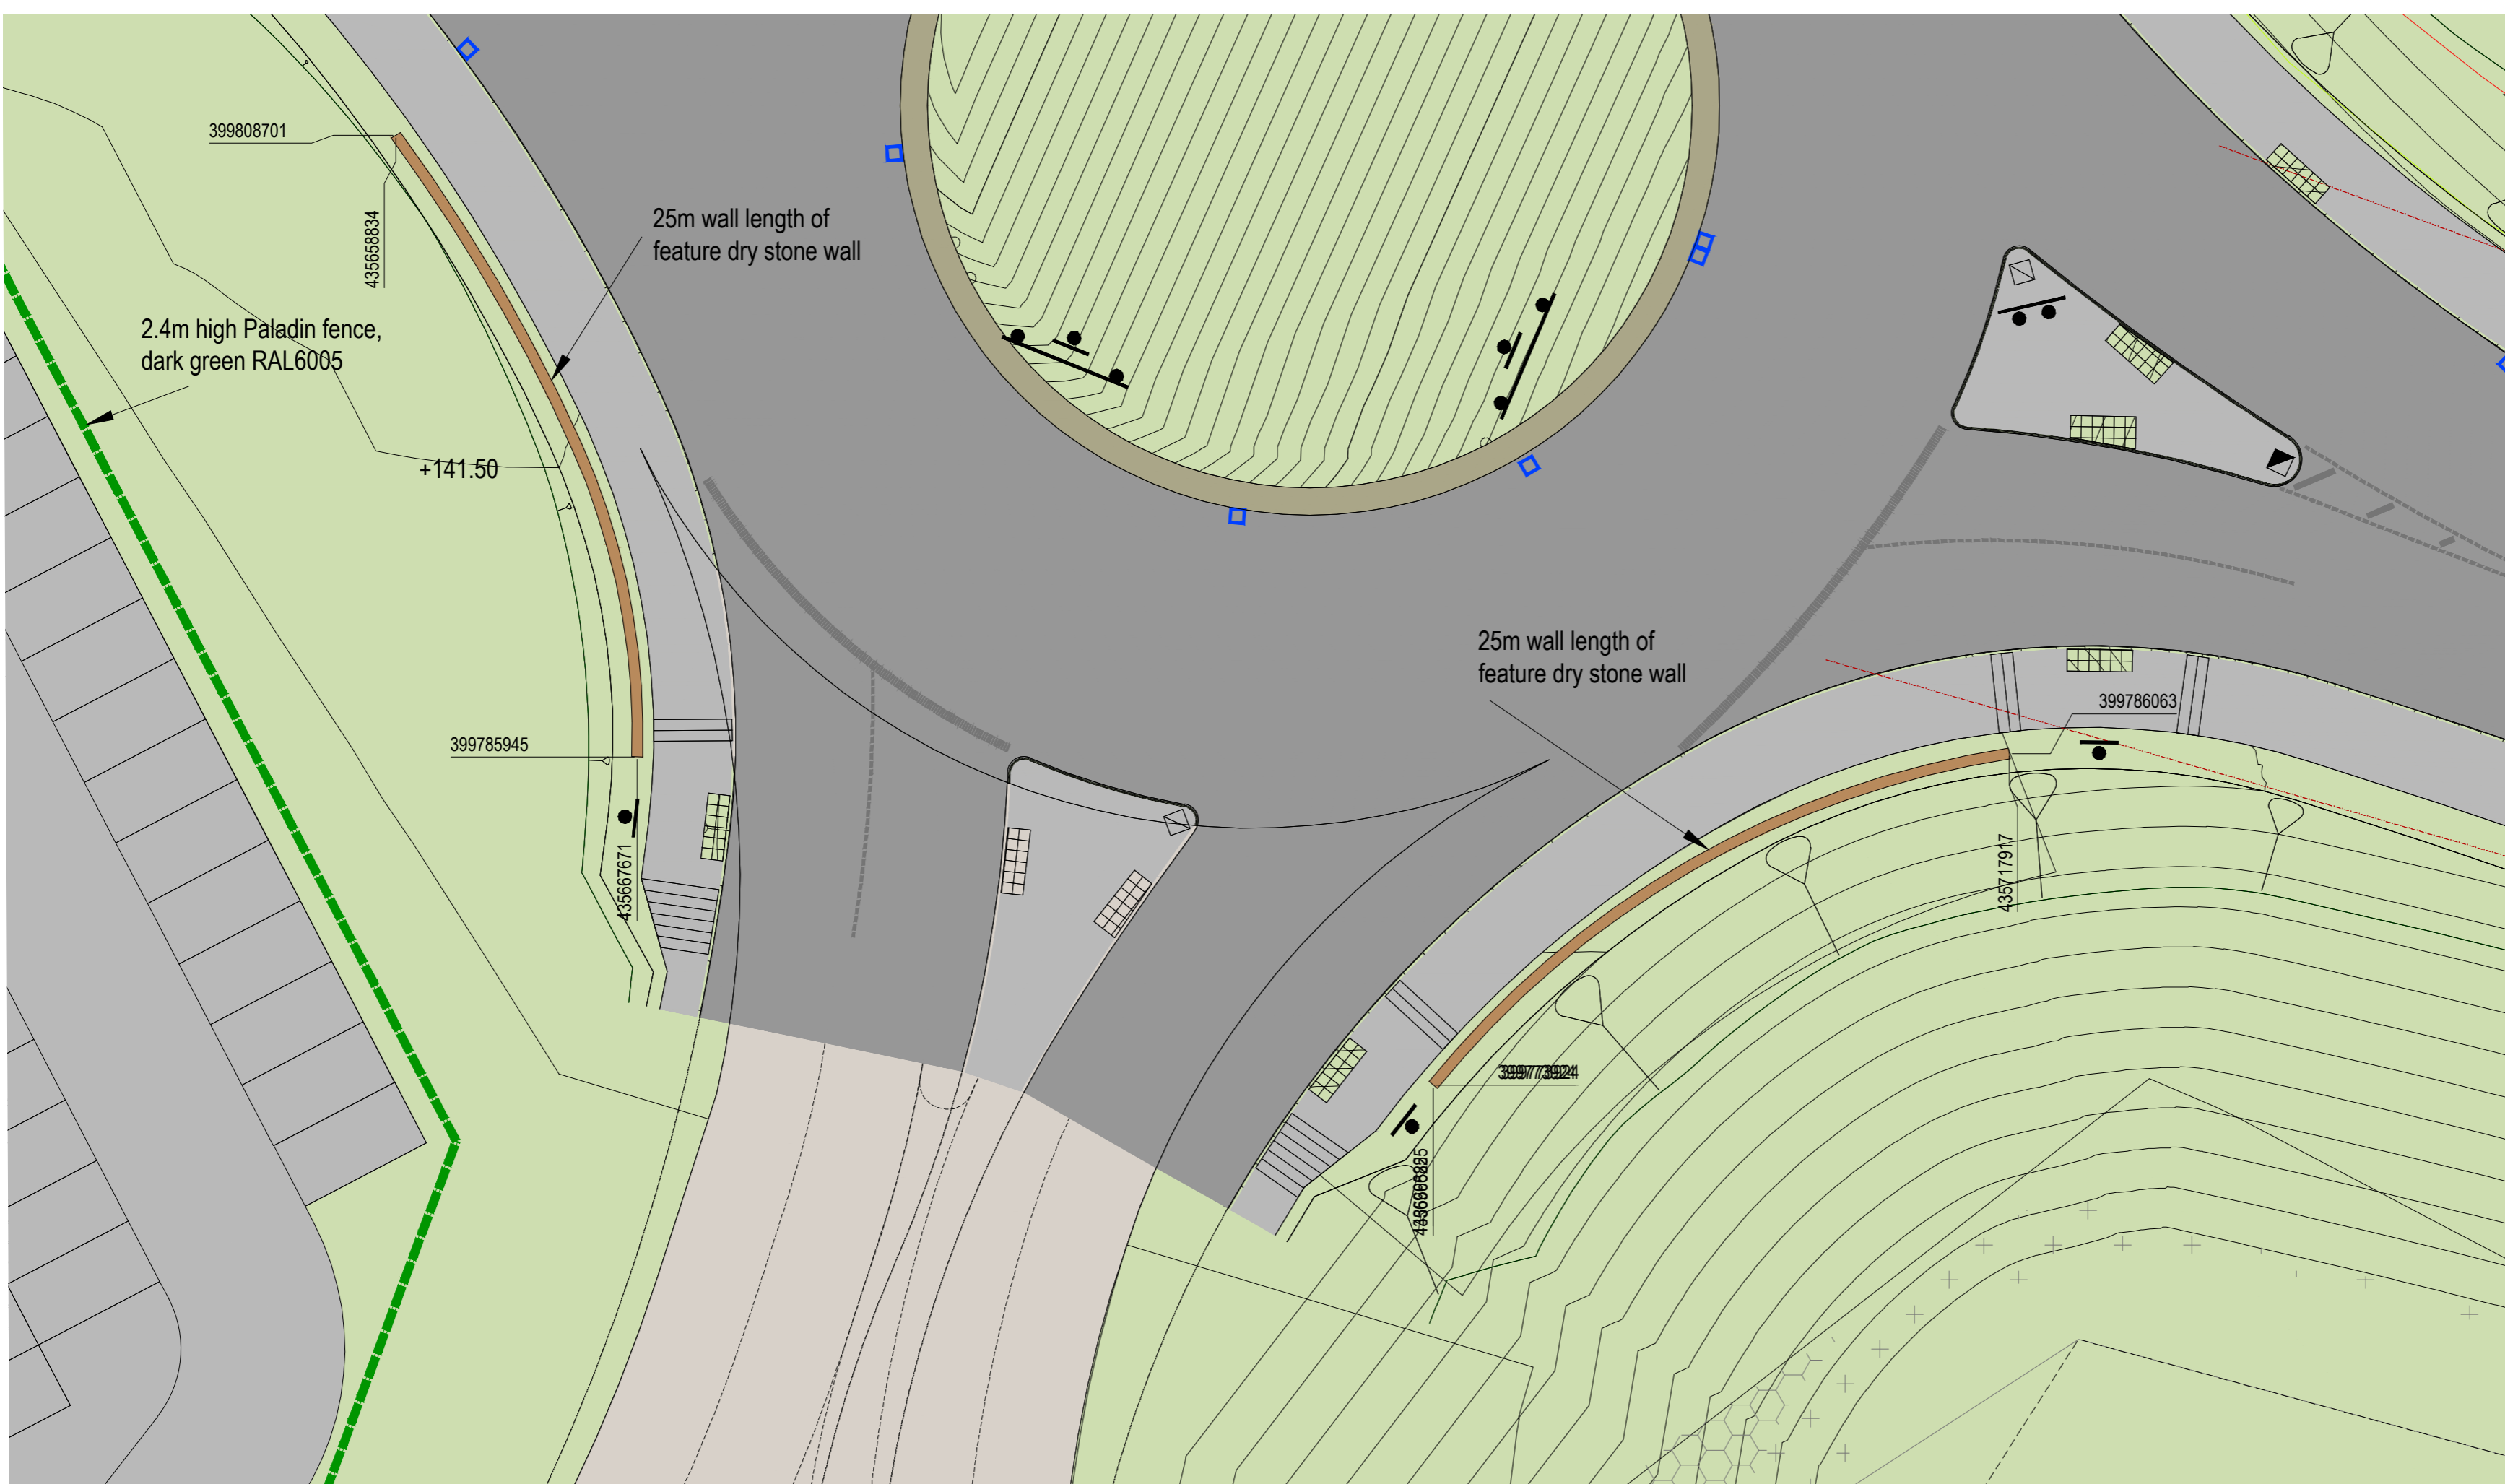 399808701
435658834
25m wall length of
feature dry stone wall
2.4m high Paladin fence,
dark green RAL6005
+141.50
25m wall length of
feature dry stone wall
399786063
399785945
435667671
435717917